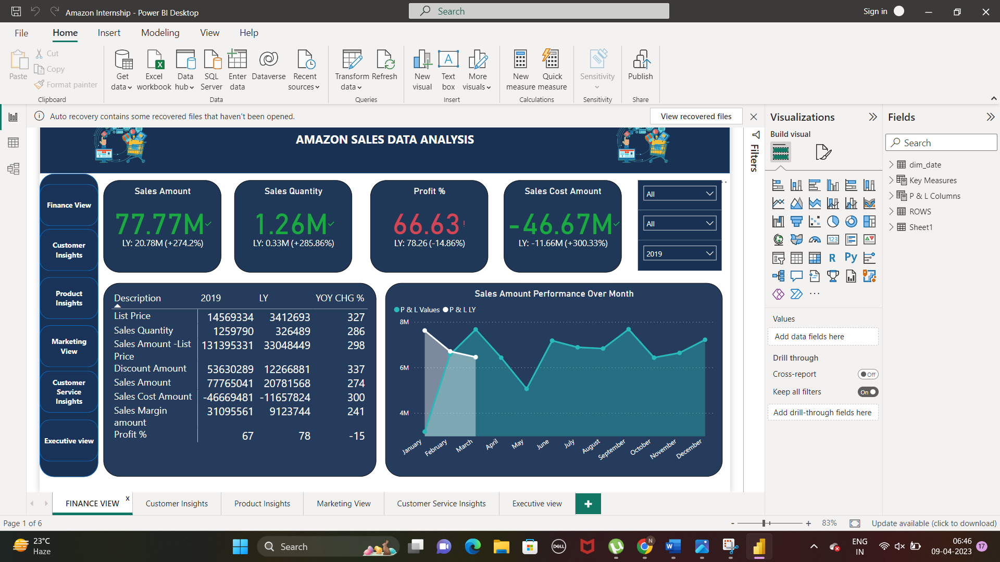 Amazon Internship - Power BI Desktop
Search
Sign in
File
Home
Insert
Modeling
View
Help
Paste
Cut
Copy
Format painter
Clipboard
Get data
Excel workbook
Data hub
SQL Server
Enter data
Dataverse
Recent sources
Data
Transform data
Refresh
Queries
New visual
Text box
More visuals
Insert
New measure
Quick measure
Calculations
Sensitivity
Sensitivity
Publish
Share
Auto recovery contains some recovered files that haven't been opened.
View recovered files
AMAZON SALES DATA ANALYSIS
Finance View
Customer
Insights
Product
Insights
Marketing
View
Customer
Service
Insights
Executive view
Sales Amount
77.77M
LY: 20.78M (+274.2%)
Sales Quantity
1.26M
LY: 0.33M (+285.86%)
Profit %
66.63!
LY: 78.26 (-14.86%)
Sales Cost Amount
-46.67M
LY: -11.66M (+300.33%)
All
All
2019
Description 2019 LY YOY CHG %
List Price 14569334 3412693 327
Sales Quantity 1259790 326489 286
Sales Amount -List 131395331 33048449 298
Price
Discount Amount 53630289 12266881 337
Sales Amount 77765041 20781568 274
Sales Cost Amount -46669481 -11657824 300
Sales Margin 31095561 9123744 241
amount
Profit % 67 78 -15
Sales Amount Performance Over Month
P & L Values P & L LY
8M
6M
4M
January February March April May June July August September October November December
Filters
Visualizations
Build visual
R Py
123
...
Values
Add data fields here
Drill through
Cross-report
Off
Keep all filters
On
Add drill-through fields here
Fields
Search
dim_date
Key Measures
P & L Columns
ROWS
Sheet1
FINANCE VIEW x
Customer Insights
Product Insights
Marketing View
Customer Service Insights
Executive view
+
Page 1 of 6
- + 83%
Update available (click to download)
23°C
Haze
Search
DELL
N
W
ENG
IN
06:46
09-04-2023
17